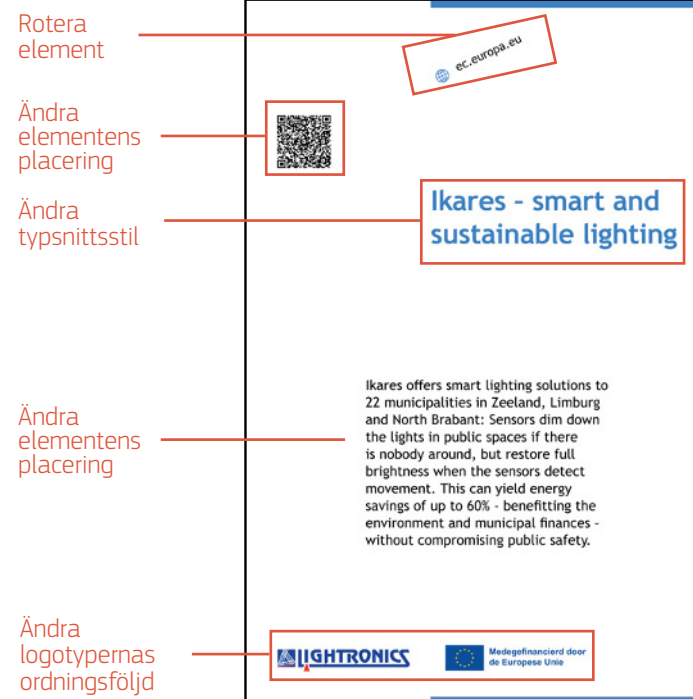 Rotera
element
ec.europa.eu
Ändra
elementens
placering
Ändra
typsnittsstil
Ikares - smart and
sustainable lighting
Ändra
elementens
placering
Ikares offers smart lighting solutions to
22 municipalities in Zeeland, Limburg
and North Brabant: Sensors dim down
the lights in public spaces if there
is nobody around, but restore full
brightness when the sensors detect
movement. This can yield energy
savings of up to 60% - benefitting the
environment and municipal finances -
without compromising public safety.
Ändra
logotypernas
ordningsföljd
LIGHTRONICS
Medegefinancierd door
de Europese Unie